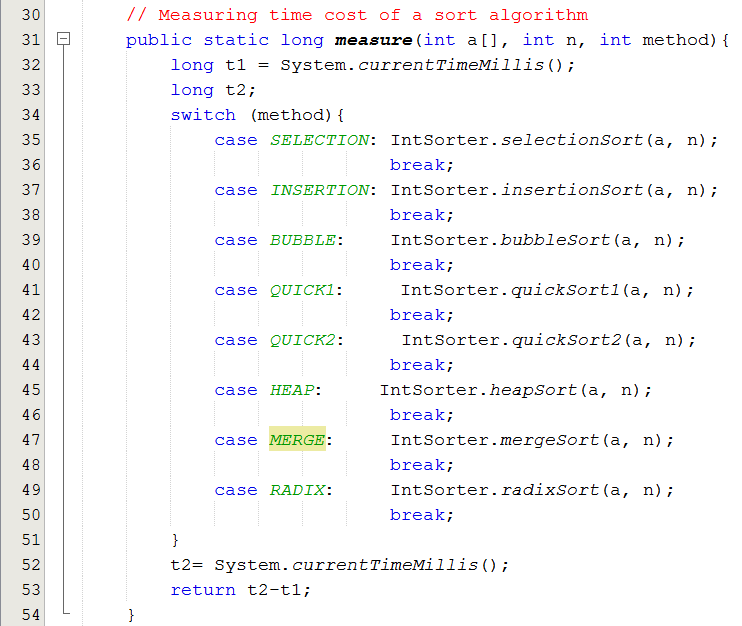 30 // Measuring time cost of a sort algorithm
31 public static long measure(int a[], int n, int method){
32 long t1 = System.currentTimeMillis();
33 long t2;
34 switch (method){
35 case SELECTION: IntSorter.selectionSort(a, n);
36 break;
37 case INSERTION: IntSorter.insertionSort(a, n);
38 break;
39 case BUBBLE: IntSorter.bubbleSort(a, n);
40 break;
41 case QUICK1: IntSorter.quickSort1(a, n);
42 break;
43 case QUICK2: IntSorter.quickSort2(a, n);
44 break;
45 case HEAP: IntSorter.heapSort(a, n);
46 break;
47 case MERGE: IntSorter.mergeSort(a, n);
48 break;
49 case RADIX: IntSorter.radixSort(a, n);
50 break;
51 }
52 t2= System.currentTimeMillis();
53 return t2-t1;
54 }